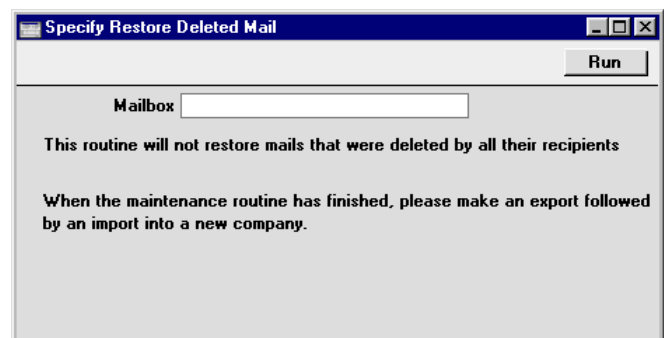 Specify Restore Deleted Mail
Run
Mailbox
This routine will not restore mails that were deleted by all their recipients
When the maintenance routine has finished, please make an export followed
by an import into a new company.